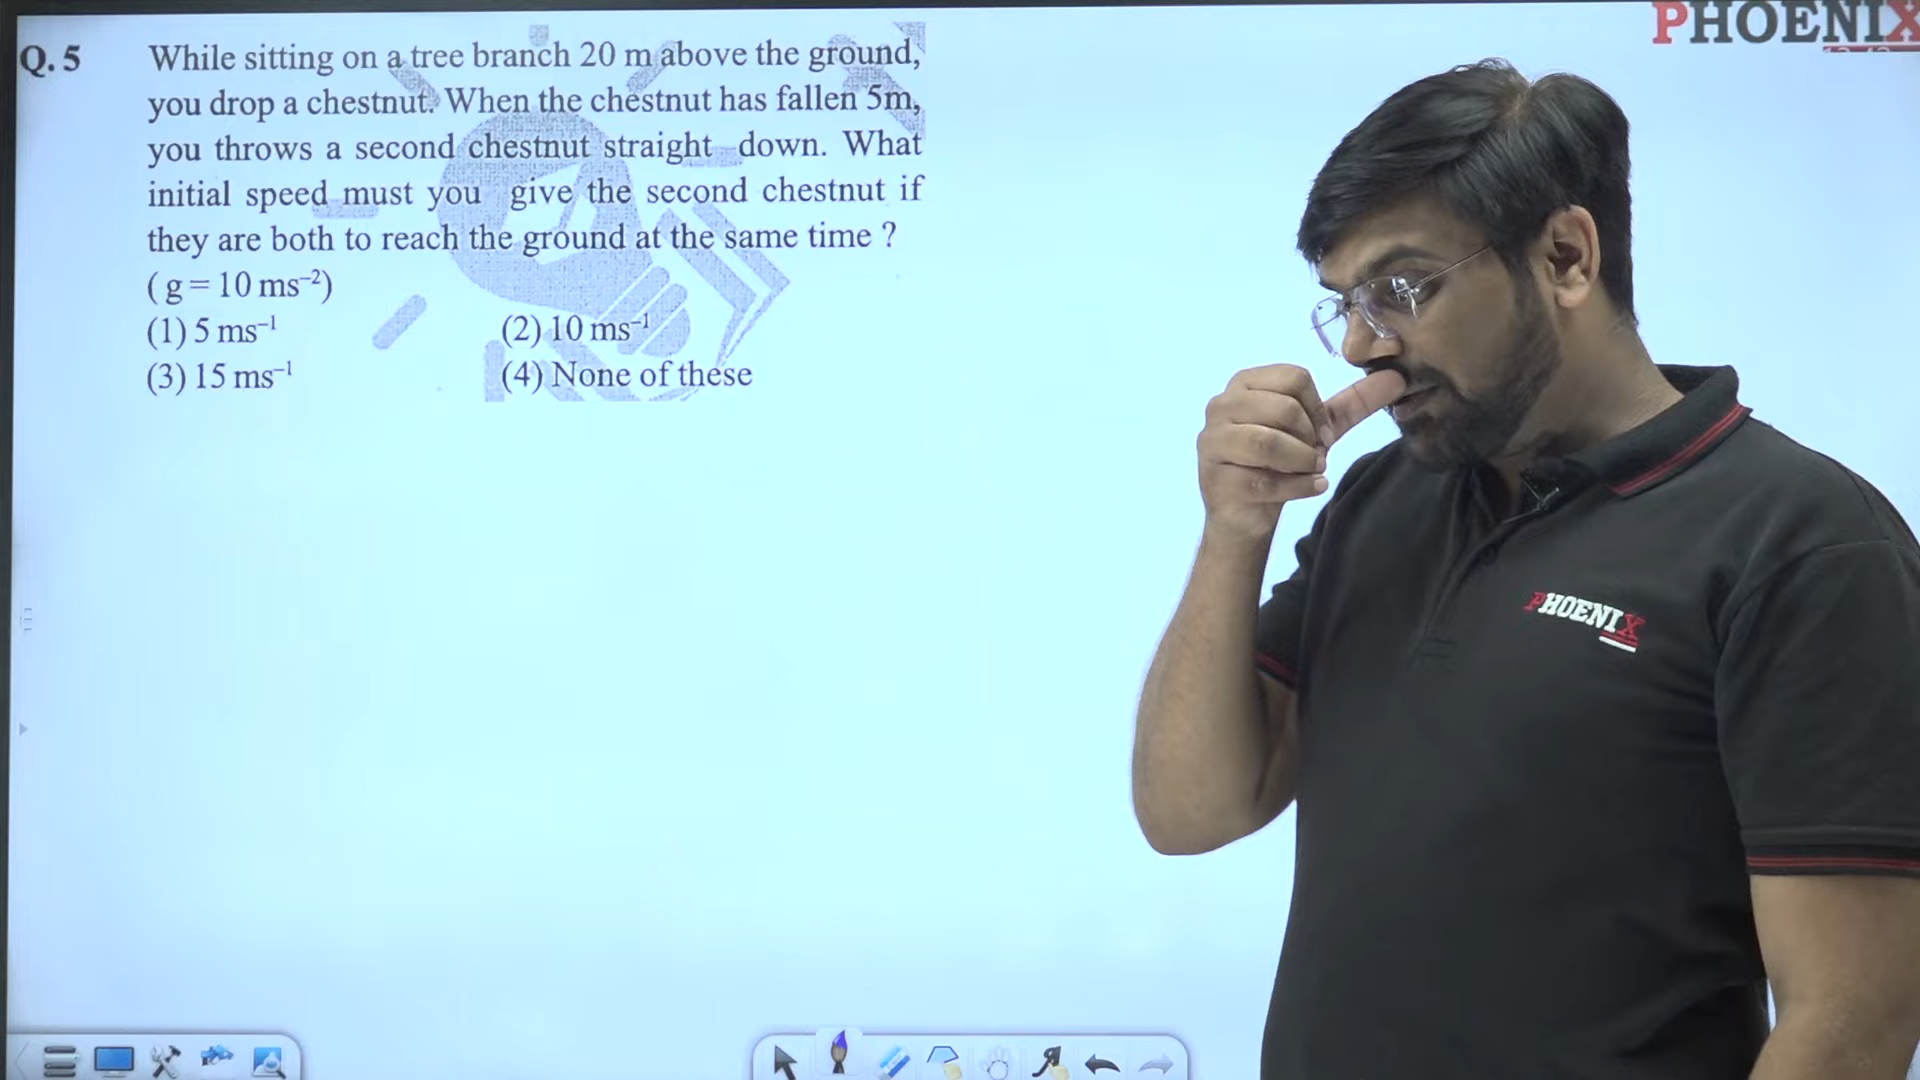 PHOENIX
Q. 5 While sitting on a tree branch 20 m above the ground,
you drop a chestnut. When the chestnut has fallen 5m,
you throws a second chestnut straight down. What
initial speed must you give the second chestnut if
they are both to reach the ground at the same time ?
( g = 10 ms⁻²)
(1) 5 ms⁻¹ (2) 10 ms⁻¹
(3) 15 ms⁻¹ (4) None of these
PHOENIX